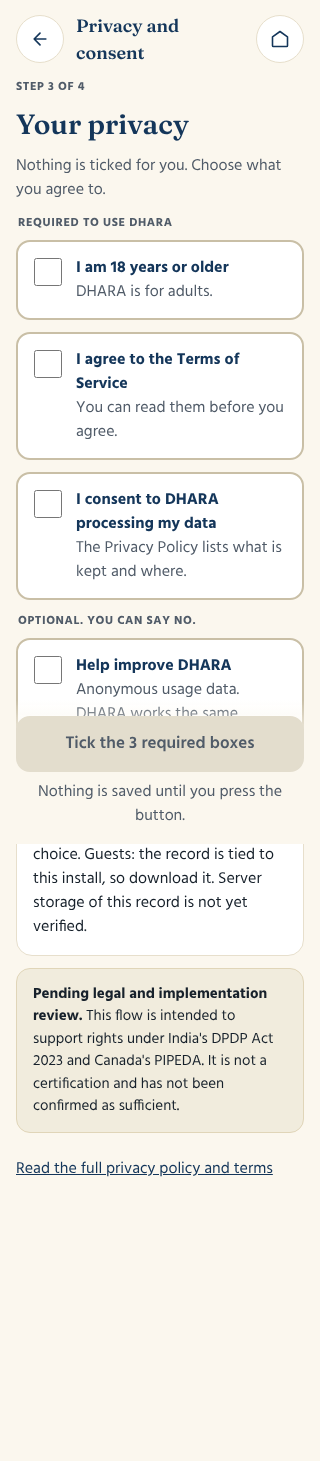 Privacy and
consent
STEP 3 OF 4
Your privacy
Nothing is ticked for you. Choose what
you agree to.
REQUIRED TO USE DHARA
I am 18 years or older
DHARA is for adults.
I agree to the Terms of
Service
You can read them before you
agree.
I consent to DHARA
processing my data
The Privacy Policy lists what is
kept and where.
OPTIONAL. YOU CAN SAY NO.
Help improve DHARA
Anonymous usage data.
DHARA works the same
Tick the 3 required boxes
Nothing is saved until you press the
button.
choice. Guests: the record is tied to
this install, so download it. Server
storage of this record is not yet
verified.
Pending legal and implementation
review. This flow is intended to
support rights under India's DPDP Act
2023 and Canada's PIPEDA. It is not a
certification and has not been
confirmed as sufficient.
Read the full privacy policy and terms